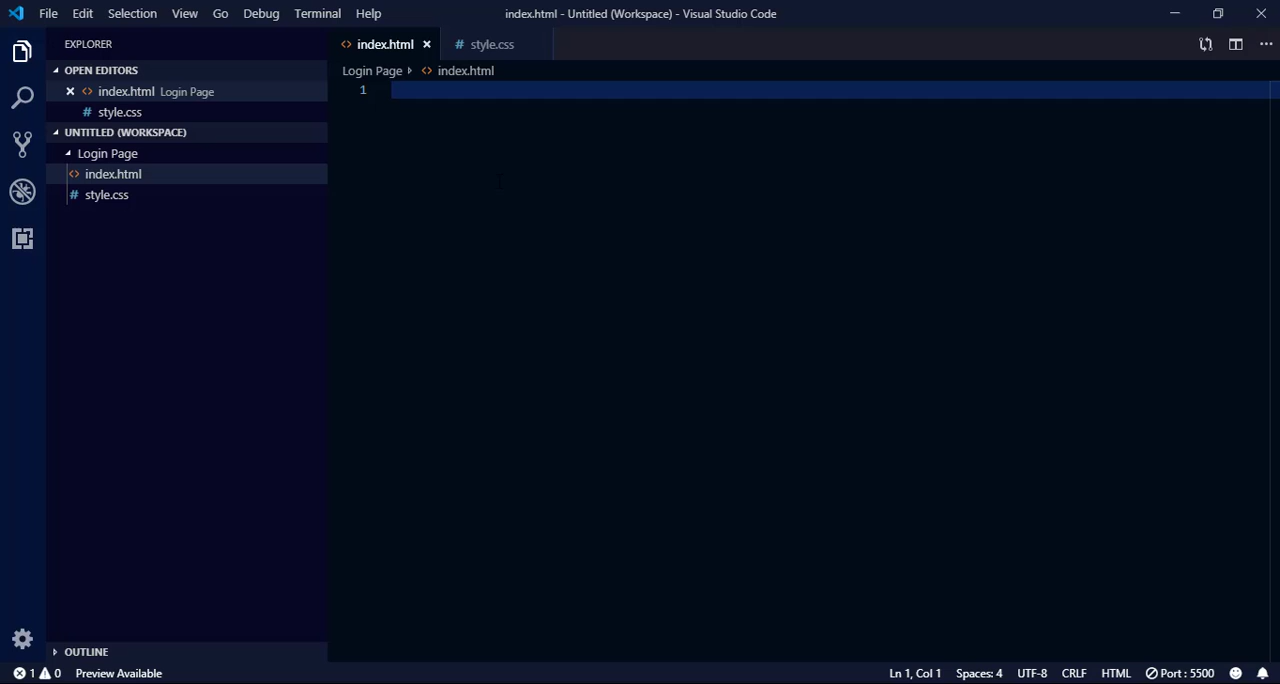 File Edit Selection View Go Debug Terminal Help index.html - Untitled (Workspace) - Visual Studio Code
EXPLORER
index.html style.css
OPEN EDITORS
index.html Login Page
style.css
UNTITLED (WORKSPACE)
Login Page
index.html
style.css
Login Page index.html
1
OUTLINE
1 0 Preview Available Ln 1, Col 1 Spaces: 4 UTF-8 CRLF HTML Port : 5500